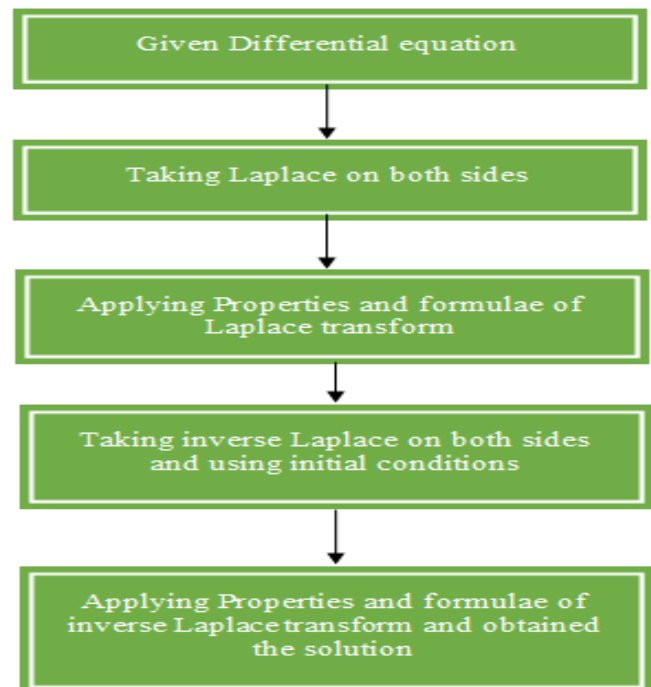 Given Differential equation
Taking Laplace on both sides
Applying Properties and formulae of
Laplace transform
Taking inverse Laplace on both sides
and using initial conditions
Applying Properties and formulae of
inverse Laplace transform and obtained
the solution